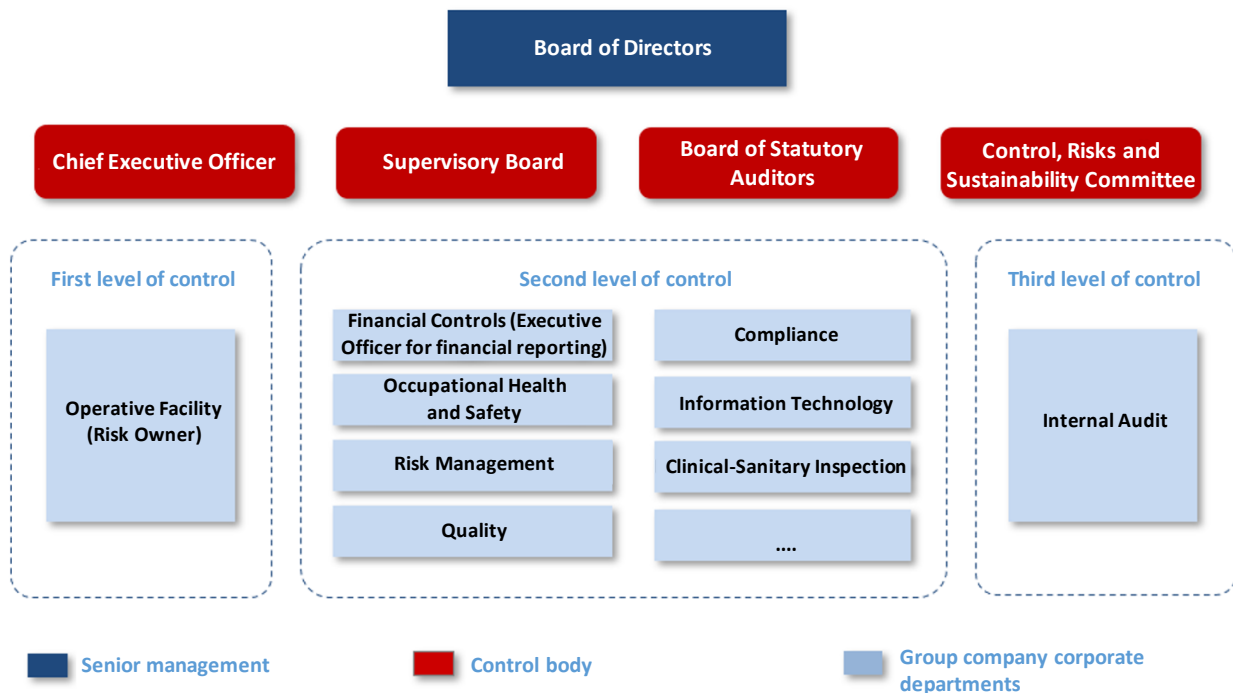 Board of Directors
Chief Executive Officer
Supervisory Board
Board of Statutory
Auditors
Control, Risks and
Sustainability Committee
First level of control
Operative Facility
(Risk Owner)
Second level of control
Financial Controls (Executive
Officer for financial reporting)
Compliance
Occupational Health
and Safety
Information Technology
Risk Management
Clinical-Sanitary Inspection
Quality
....
Third level of control
Internal Audit
Senior management
Control body
Group company corporate
departments